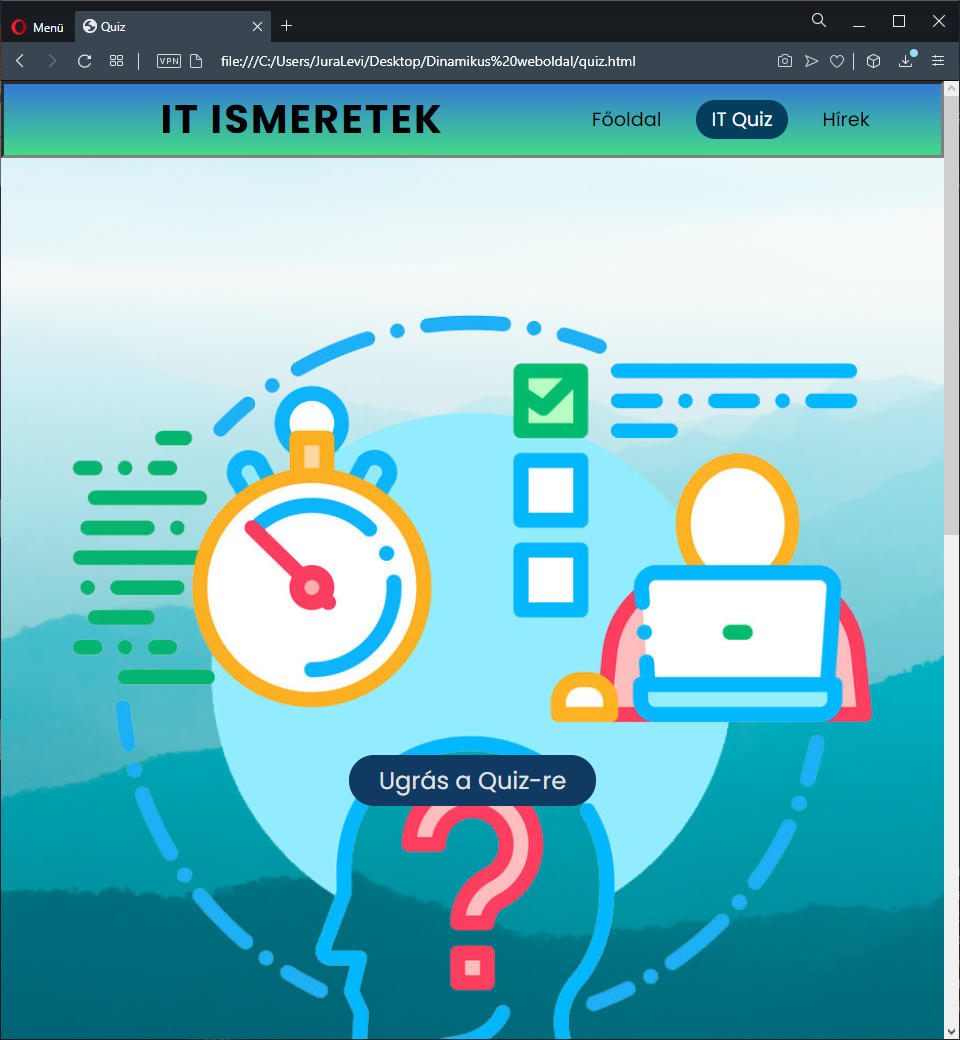 Menü
Quiz
VPN
file:///C:/Users/JuraLevi/Desktop/Dinamikus%20weboldal/quiz.html
IT ISMERETEK
Főoldal
IT Quiz
Hírek
Ugrás a Quiz-re
?